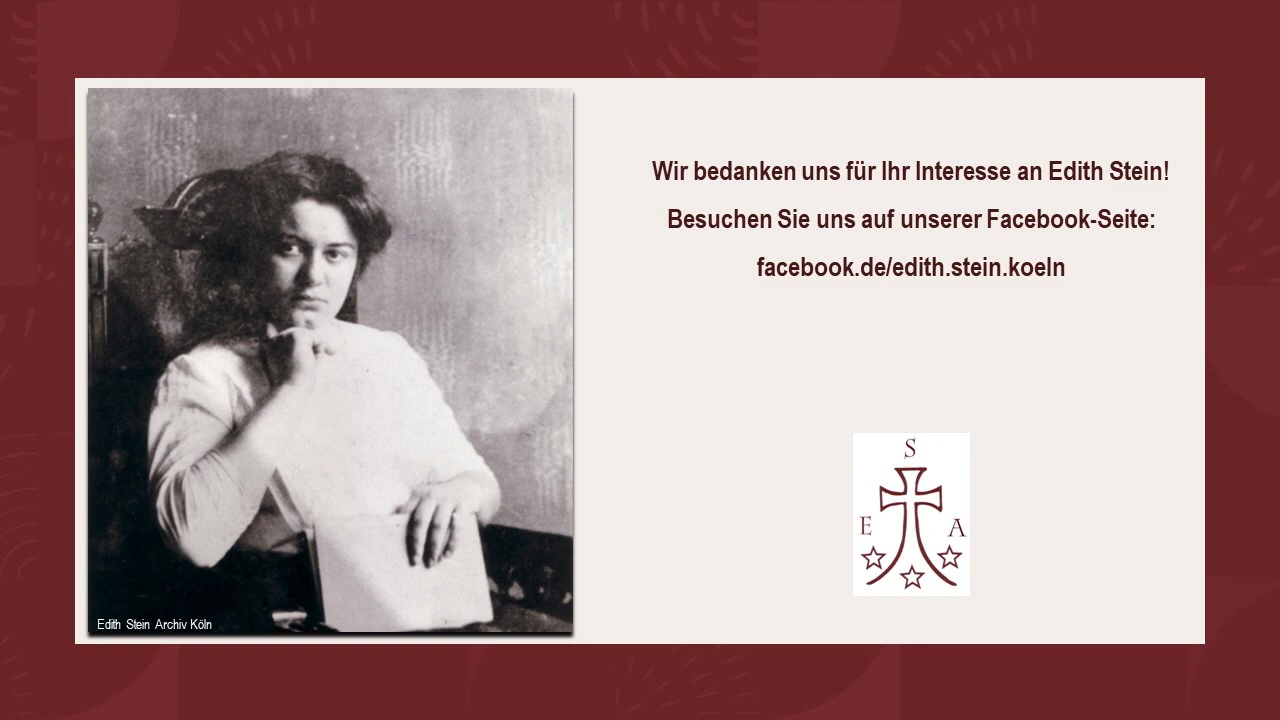 Wir bedanken uns für Ihr Interesse an Edith Stein!
Besuchen Sie uns auf unserer Facebook-Seite:
facebook.de/edith.stein.koeln
S
E A
Edith Stein Archiv Köln